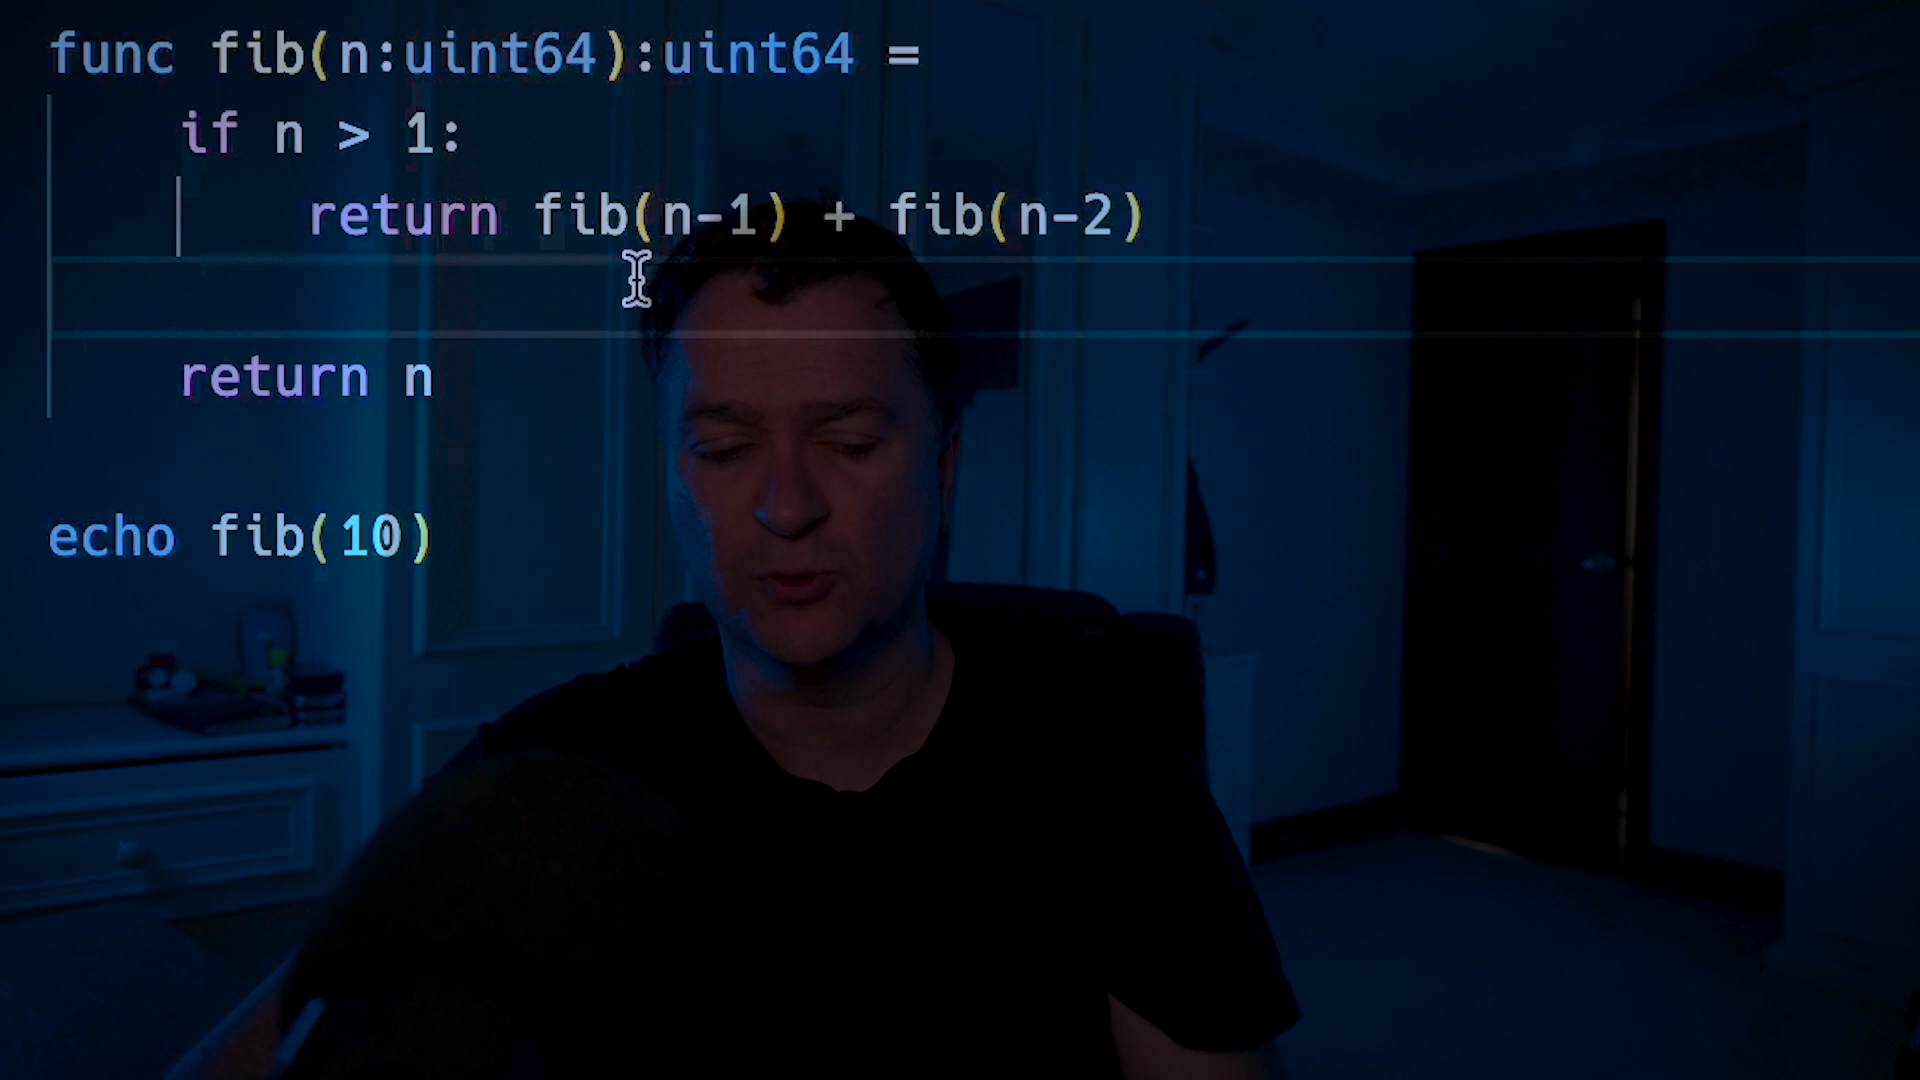 func fib(n:uint64):uint64 =
if n > 1:
return fib(n-1) + fib(n-2)
return n
echo fib(10)